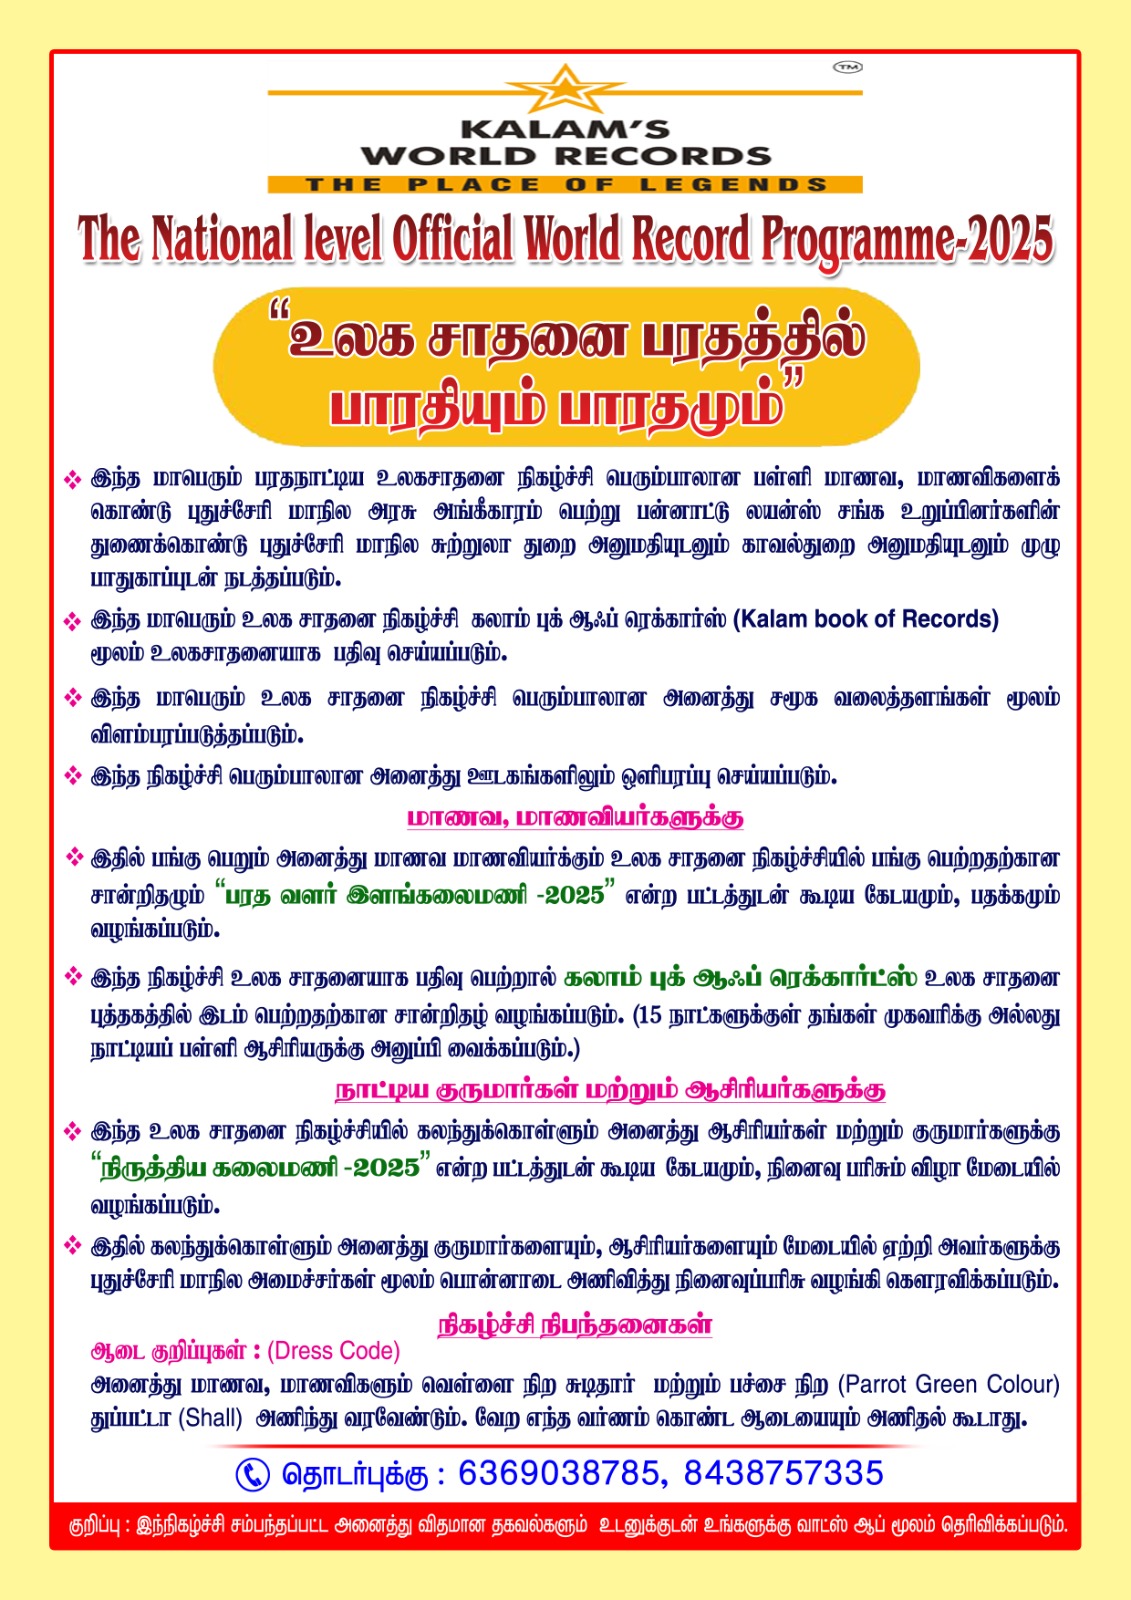 TM
KALAM'S
WORLD RECORDS
THE PLACE OF LEGENDS
The National level Official World Record Programme-2025
“உலக சாதனை பரதத்தில்
பாரதியும் பாரதமும்”
❖ இந்த மாபெரும் பரதநாட்டிய உலகசாதனை நிகழ்ச்சி பெரும்பாலான பள்ளி மாணவ, மாணவிகளைக்
கொண்டு புதுச்சேரி மாநில அரசு அங்கீகாரம் பெற்று பன்னாட்டு லயன்ஸ் சங்க உறுப்பினர்களின்
துணைக்கொண்டு புதுச்சேரி மாநில சுற்றுலா துறை அனுமதியுடனும் காவல்துறை அனுமதியுடனும் முழு
பாதுகாப்புடன் நடத்தப்படும்.
❖ இந்த மாபெரும் உலக சாதனை நிகழ்ச்சி கலாம் புக் ஆஃப் ரெக்கார்ஸ் (Kalam book of Records)
மூலம் உலகசாதனையாக பதிவு செய்யப்படும்.
❖ இந்த மாபெரும் உலக சாதனை நிகழ்ச்சி பெரும்பாலான அனைத்து சமூக வலைத்தளங்கள் மூலம்
விளம்பரப்படுத்தப்படும்.
❖ இந்த நிகழ்ச்சி பெரும்பாலான அனைத்து ஊடகங்களிலும் ஒளிபரப்பு செய்யப்படும்.
மாணவ, மாணவியர்களுக்கு
❖ இதில் பங்கு பெறும் அனைத்து மாணவ மாணவியர்க்கும் உலக சாதனை நிகழ்ச்சியில் பங்கு பெற்றதற்கான
சான்றிதழும் “பரத வளர் இளங்கலைமணி -2025” என்ற பட்டத்துடன் கூடிய கேடயமும், பதக்கமும்
வழங்கப்படும்.
❖ இந்த நிகழ்ச்சி உலக சாதனையாக பதிவு பெற்றால் கலாம் புக் ஆஃப் ரெக்கார்ட்ஸ் உலக சாதனை
புத்தகத்தில் இடம் பெற்றதற்கான சான்றிதழ் வழங்கப்படும். (15 நாட்களுக்குள் தங்கள் முகவரிக்கு அல்லது
நாட்டியப் பள்ளி ஆசிரியருக்கு அனுப்பி வைக்கப்படும்.)
நாட்டிய குருமார்கள் மற்றும் ஆசிரியர்களுக்கு
❖ இந்த உலக சாதனை நிகழ்ச்சியில் கலந்துக்கொள்ளும் அனைத்து ஆசிரியர்கள் மற்றும் குருமார்களுக்கு
“நிருத்திய கலைமணி -2025” என்ற பட்டத்துடன் கூடிய கேடயமும், நினைவு பரிசும் விழா மேடையில்
வழங்கப்படும்.
❖ இதில் கலந்துக்கொள்ளும் அனைத்து குருமார்களையும், ஆசிரியர்களையும் மேடையில் ஏற்றி அவர்களுக்கு
புதுச்சேரி மாநில அமைச்சர்கள் மூலம் பொன்னாடை அணிவித்து நினைவுப்பரிசு வழங்கி கௌரவிக்கப்படும்.
நிகழ்ச்சி நிபந்தனைகள்
ஆடை குறிப்புகள் : (Dress Code)
அனைத்து மாணவ, மாணவிகளும் வெள்ளை நிற சுடிதார் மற்றும் பச்சை நிற (Parrot Green Colour)
துப்பட்டா (Shall) அணிந்து வரவேண்டும். வேற எந்த வர்ணம் கொண்ட ஆடையையும் அணிதல் கூடாது.
தொடர்புக்கு : 6369038785, 8438757335
குறிப்பு : இந்நிகழ்ச்சி சம்பந்தப்பட்ட அனைத்து விதமான தகவல்களும் உடனுக்குடன் உங்களுக்கு வாட்ஸ் ஆப் மூலம் தெரிவிக்கப்படும்.